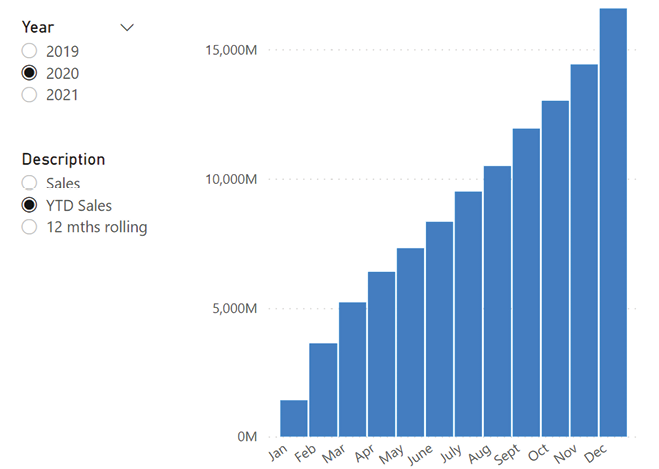 Year
2019
2020
2021
Description
Sales
YTD Sales
12 mths rolling
15,000M
10,000M
5,000M
0M
Jan Feb Mar Apr May June July Aug Sept Oct Nov Dec